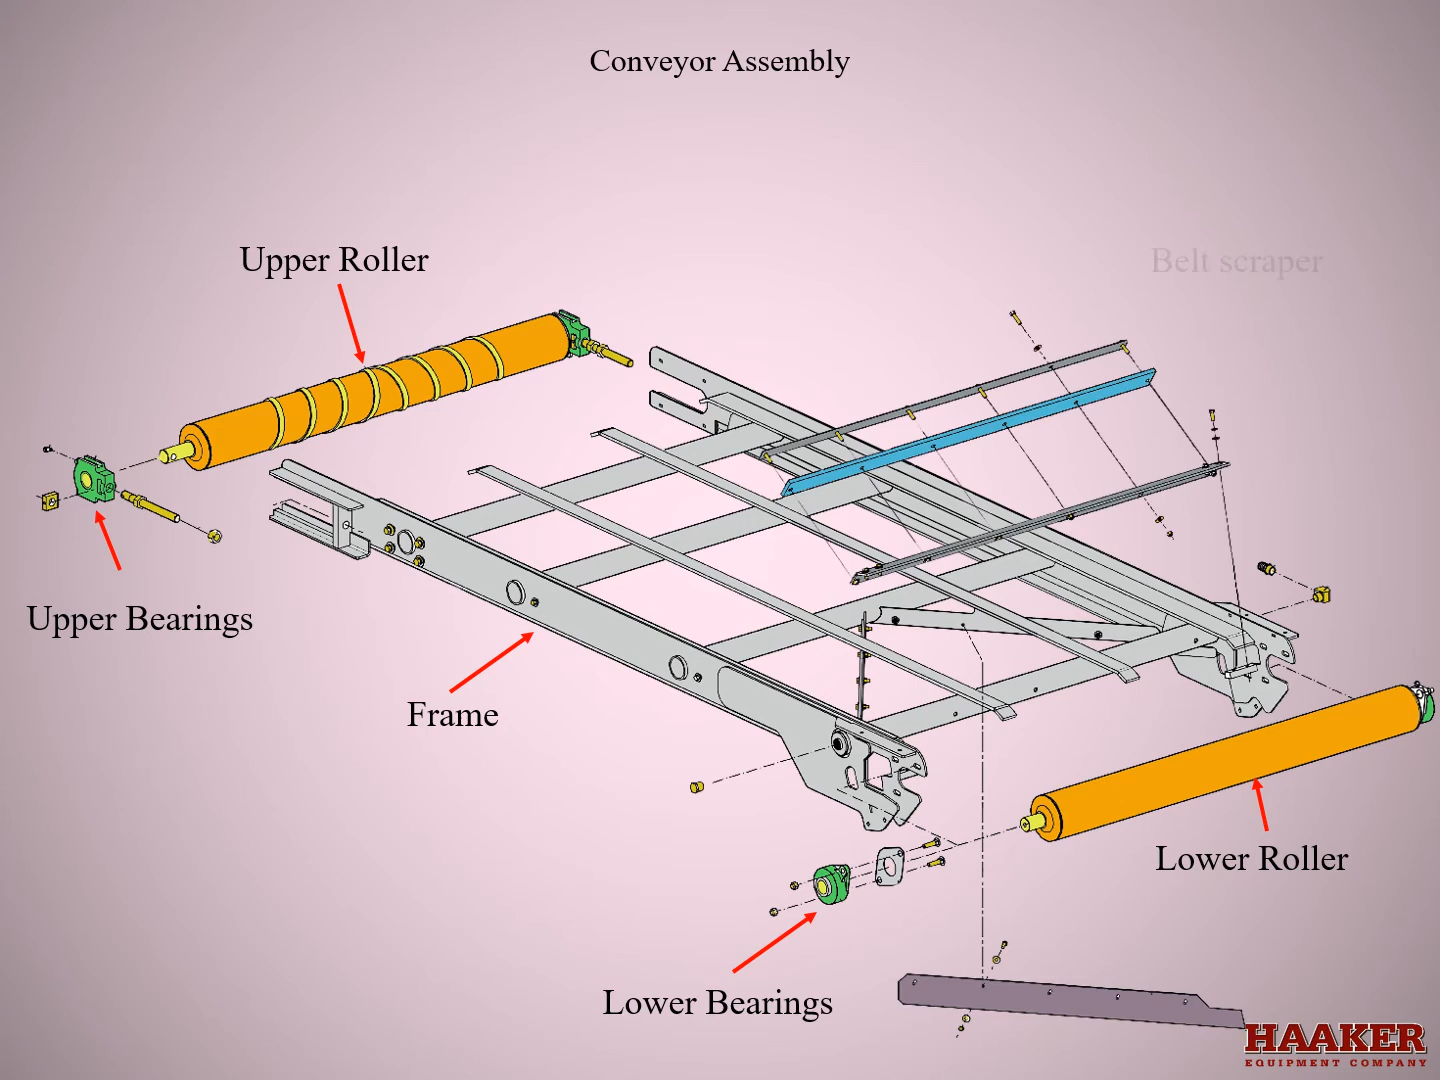 Conveyor Assembly
Upper Roller
Belt scraper
Upper Bearings
Frame
Lower Roller
Lower Bearings
HAAKER
EQUIPMENT COMPANY